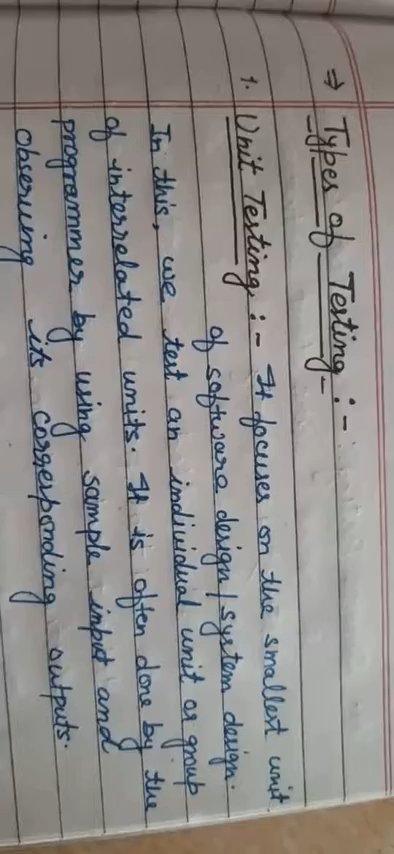 ⇒ Types of Testing :-
1. Unit Testing :- It focuses on the smallest unit
of software design/system design.
In this, we test an individual unit or group
of interrelated units. It is often done by the
programmer by using sample input and
observing its corresponding outputs.